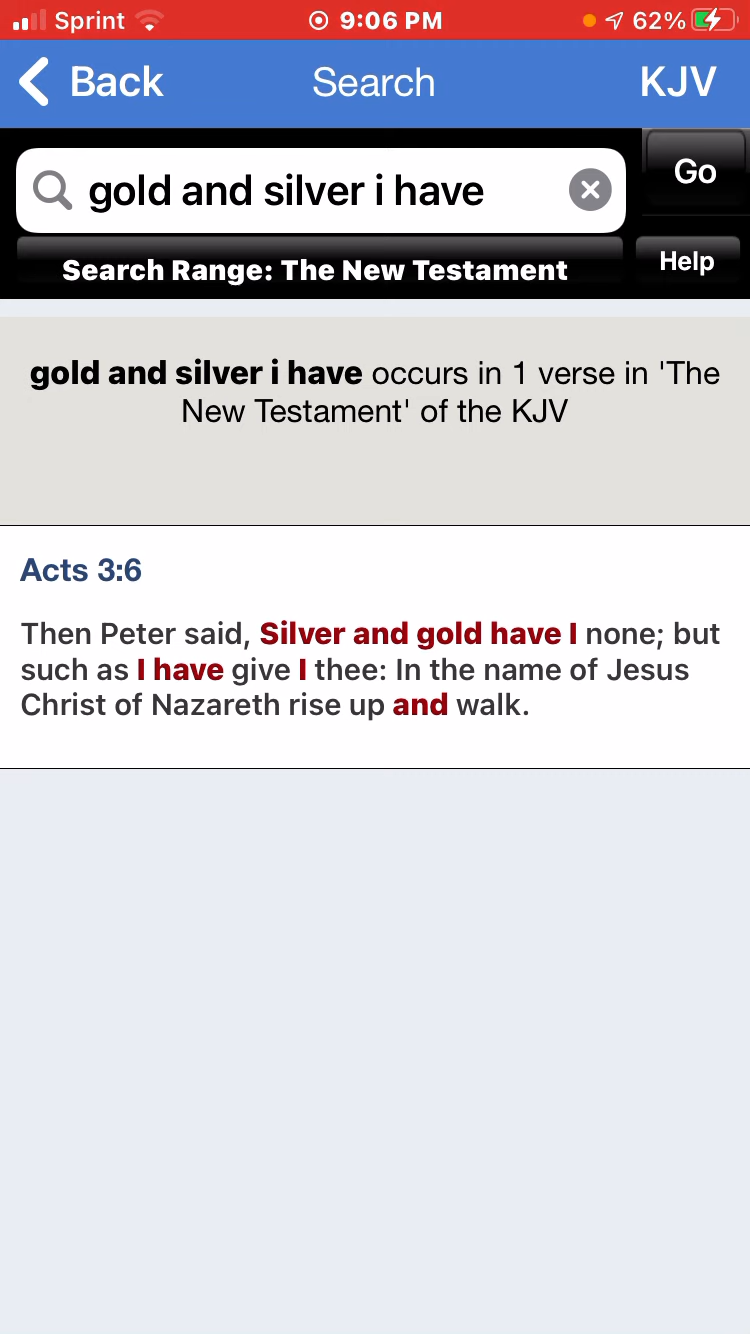 Sprint 9:06 PM 62%
Back Search KJV
gold and silver i have Go
Search Range: The New Testament Help
gold and silver i have occurs in 1 verse in 'The
New Testament' of the KJV
Acts 3:6
Then Peter said, Silver and gold have I none; but
such as I have give I thee: In the name of Jesus
Christ of Nazareth rise up and walk.